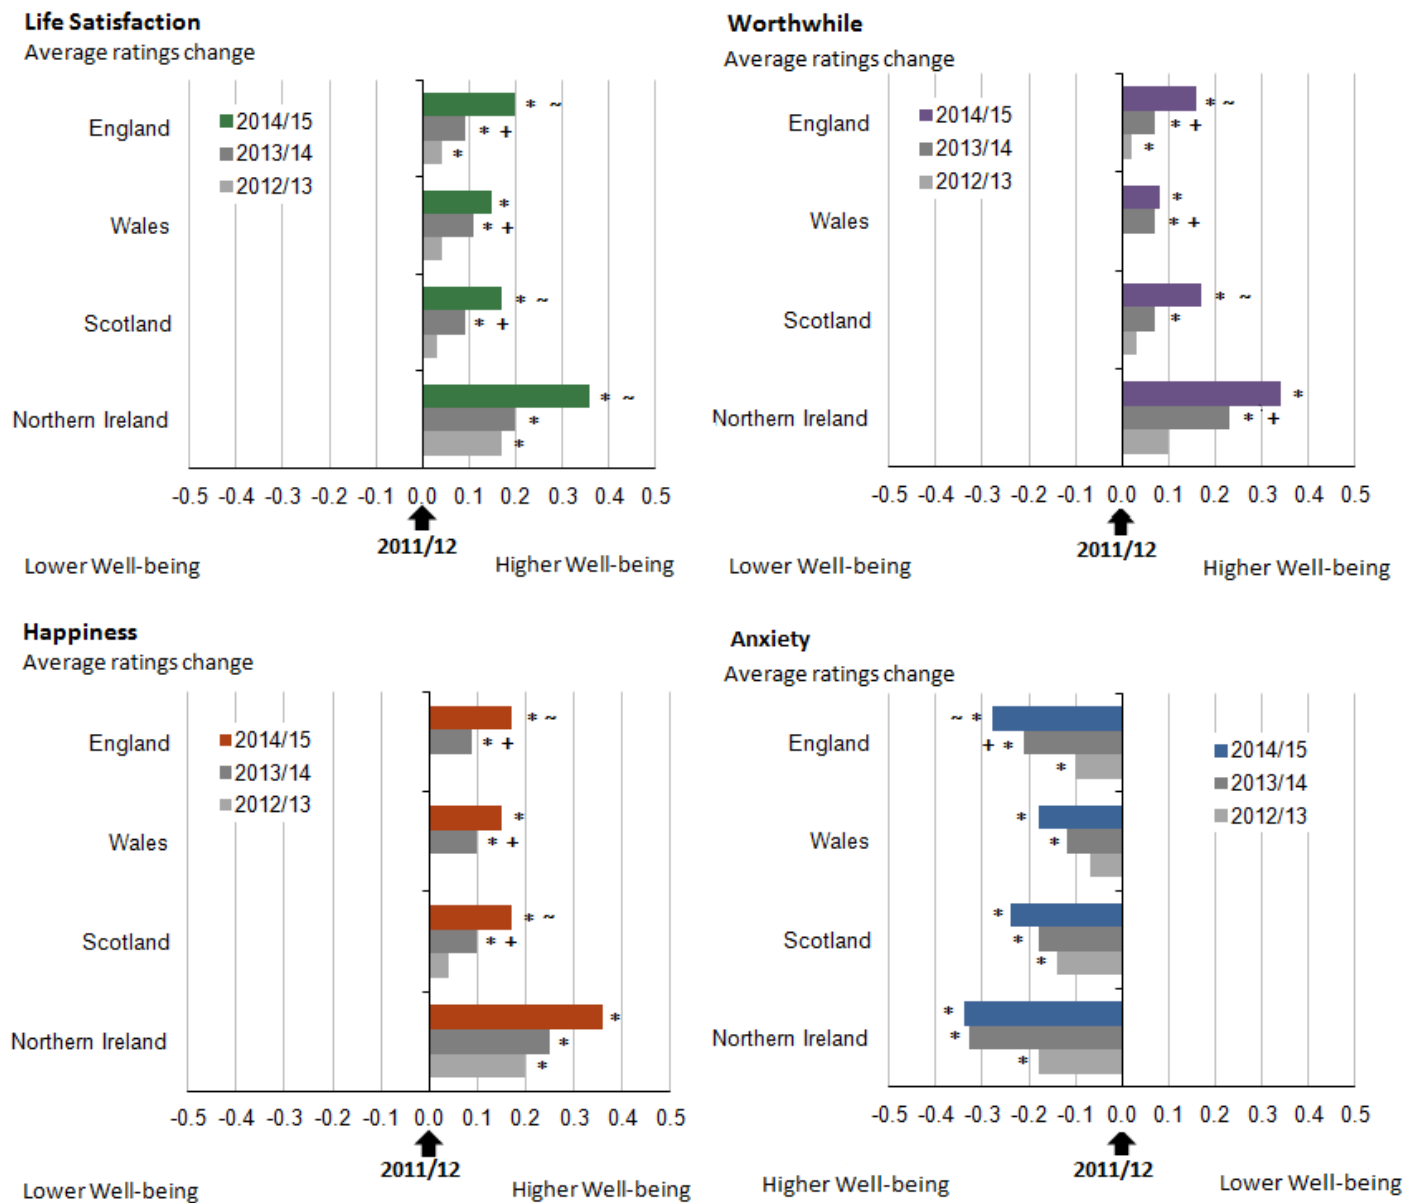 Life Satisfaction
Average ratings change
2014/15
2013/14
2012/13
England
* ~
* +
*
Wales
*
* +
Scotland
* ~
* +
Northern Ireland
* ~
*
*
-0.5 -0.4 -0.3 -0.2 -0.1 0.0 0.1 0.2 0.3 0.4 0.5
2011/12
Lower Well-being
Higher Well-being
Worthwhile
Average ratings change
2014/15
2013/14
2012/13
England
* ~
* +
*
Wales
*
* +
Scotland
* ~
*
Northern Ireland
*
* +
-0.5 -0.4 -0.3 -0.2 -0.1 0.0 0.1 0.2 0.3 0.4 0.5
2011/12
Lower Well-being
Higher Well-being
Happiness
Average ratings change
2014/15
2013/14
2012/13
England
* ~
* +
Wales
*
* +
Scotland
* ~
* +
Northern Ireland
*
*
*
-0.5 -0.4 -0.3 -0.2 -0.1 0.0 0.1 0.2 0.3 0.4 0.5
2011/12
Lower Well-being
Higher Well-being
Anxiety
Average ratings change
2014/15
2013/14
2012/13
England
~ *
+ *
*
Wales
*
*
Scotland
*
*
*
Northern Ireland
*
*
*
-0.5 -0.4 -0.3 -0.2 -0.1 0.0 0.1 0.2 0.3 0.4 0.5
2011/12
Higher Well-being
Lower Well-being